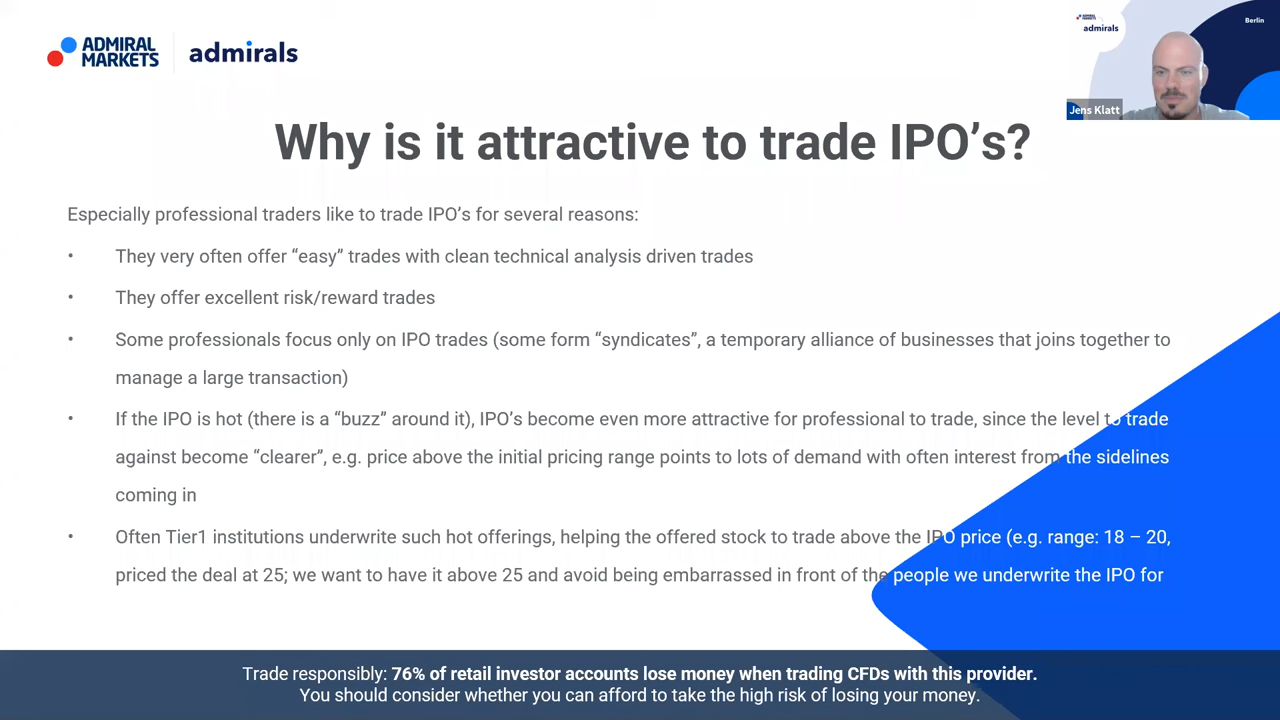 ADMIRAL
MARKETS
admirals
ADMIRAL
MARKETS
admirals
Berlin
Jens Klatt
Why is it attractive to trade IPO’s?
Especially professional traders like to trade IPO’s for several reasons:
• They very often offer “easy” trades with clean technical analysis driven trades
• They offer excellent risk/reward trades
• Some professionals focus only on IPO trades (some form “syndicates”, a temporary alliance of businesses that joins together to
manage a large transaction)
• If the IPO is hot (there is a “buzz” around it), IPO’s become even more attractive for professional to trade, since the level to trade
against become “clearer”, e.g. price above the initial pricing range points to lots of demand with often interest from the sidelines
coming in
• Often Tier1 institutions underwrite such hot offerings, helping the offered stock to trade above the IPO price (e.g. range: 18 – 20,
priced the deal at 25; we want to have it above 25 and avoid being embarrassed in front of the people we underwrite the IPO for
Trade responsibly: 76% of retail investor accounts lose money when trading CFDs with this provider.
You should consider whether you can afford to take the high risk of losing your money.